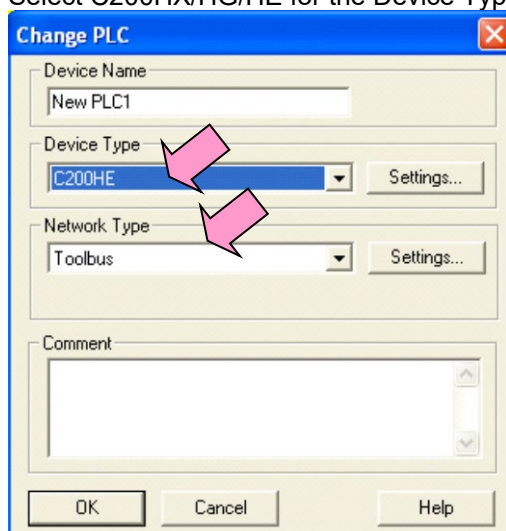 Select C200HX/HG/HE for the Device Typ
Change PLC
Device Name
New PLC1
Device Type
C200HE
Settings...
Network Type
Toolbus
Settings...
Comment
OK Cancel Help